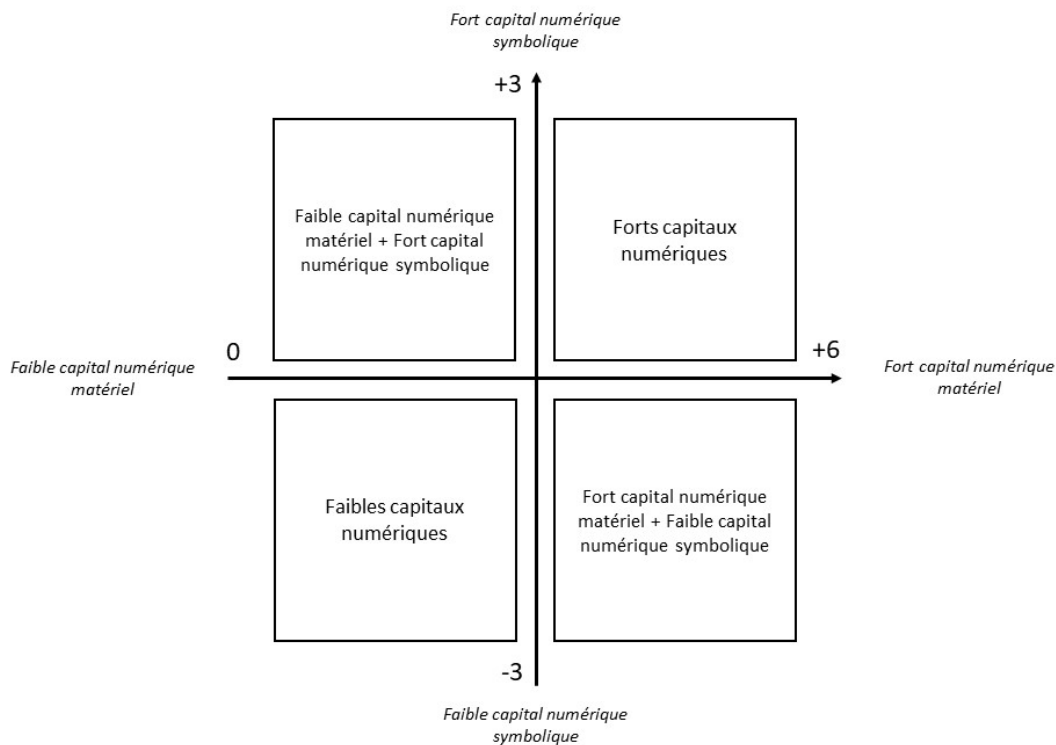 Fort capital numérique
symbolique
+3
Faible capital numérique
matériel + Fort capital
numérique symbolique
Forts capitaux
numériques
0
+6
Faible capital numérique
matériel
Fort capital numérique
matériel
Faibles capitaux
numériques
Fort capital numérique
matériel + Faible capital
numérique symbolique
-3
Faible capital numérique
symbolique